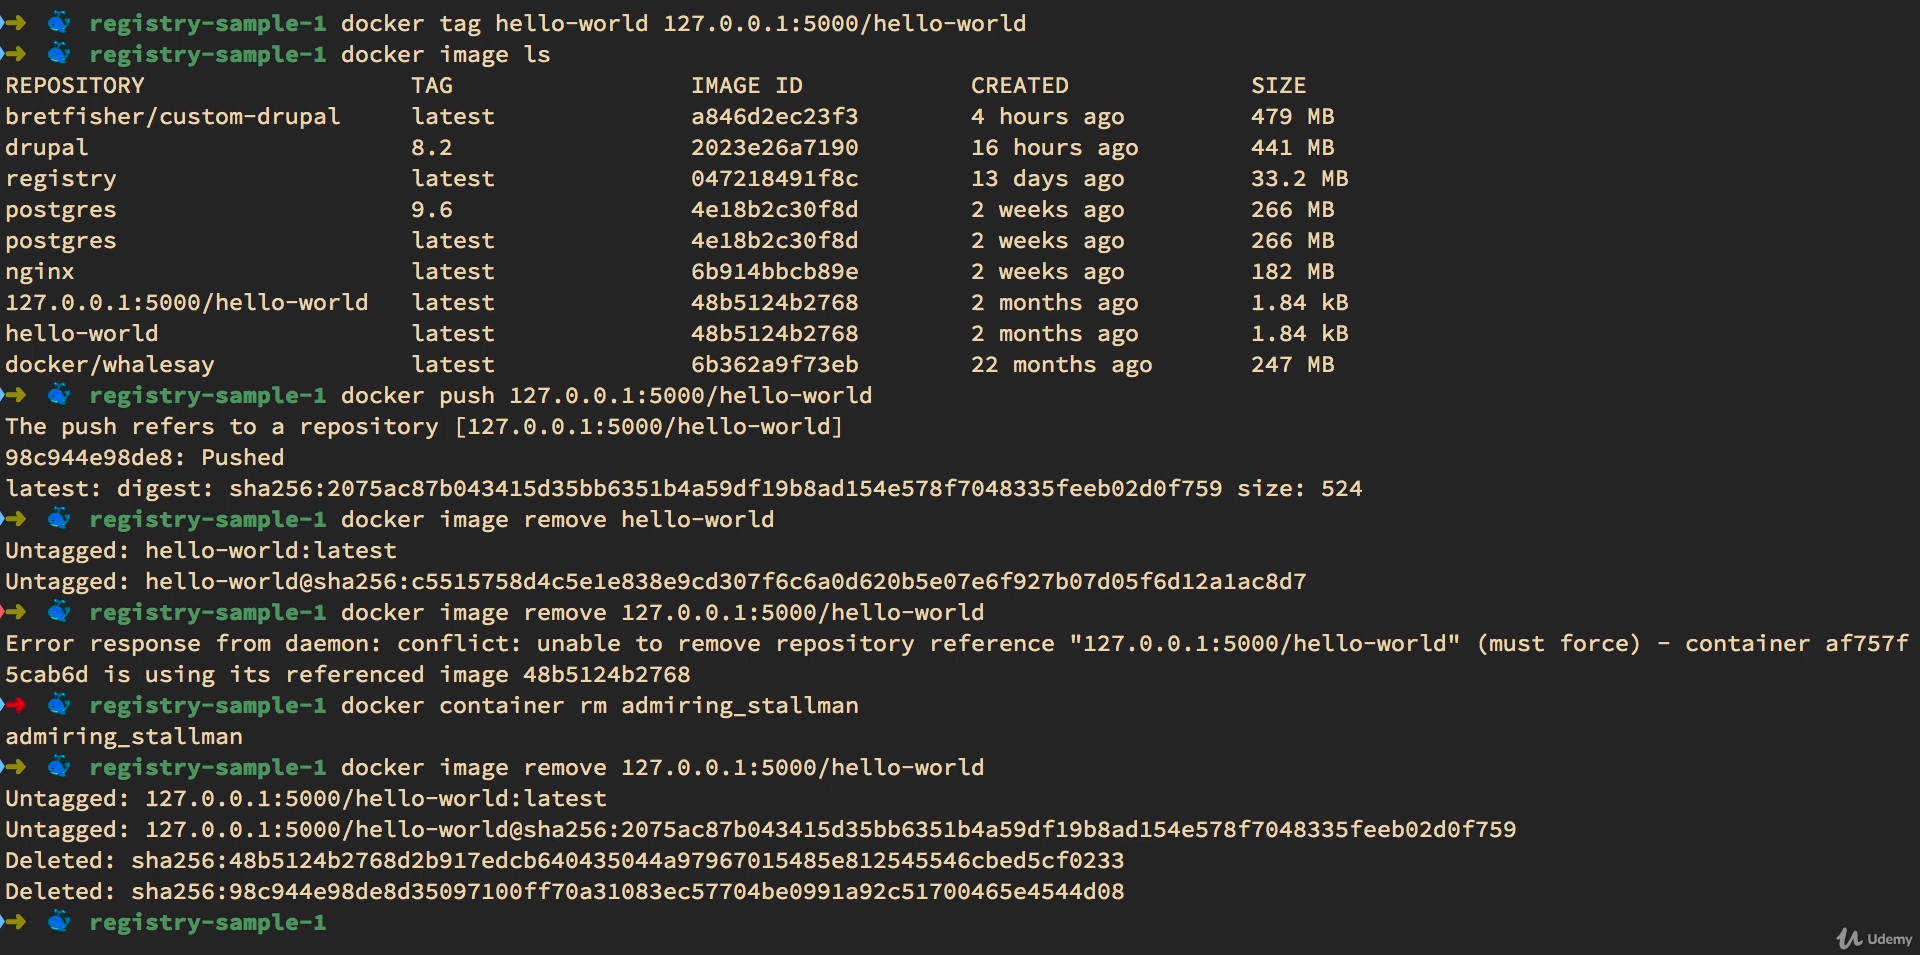 ➜ 🐳 registry-sample-1 docker tag hello-world 127.0.0.1:5000/hello-world
➜ 🐳 registry-sample-1 docker image ls
REPOSITORY TAG IMAGE ID CREATED SIZE
bretfisher/custom-drupal latest a846d2ec23f3 4 hours ago 479 MB
drupal 8.2 2023e26a7190 16 hours ago 441 MB
registry latest 047218491f8c 13 days ago 33.2 MB
postgres 9.6 4e18b2c30f8d 2 weeks ago 266 MB
postgres latest 4e18b2c30f8d 2 weeks ago 266 MB
nginx latest 6b914bbcb89e 2 weeks ago 182 MB
127.0.0.1:5000/hello-world latest 48b5124b2768 2 months ago 1.84 kB
hello-world latest 48b5124b2768 2 months ago 1.84 kB
docker/whalesay latest 6b362a9f73eb 22 months ago 247 MB
➜ 🐳 registry-sample-1 docker push 127.0.0.1:5000/hello-world
The push refers to a repository [127.0.0.1:5000/hello-world]
98c944e98de8: Pushed
latest: digest: sha256:2075ac87b043415d35bb6351b4a59df19b8ad154e578f7048335feeb02d0f759 size: 524
➜ 🐳 registry-sample-1 docker image remove hello-world
Untagged: hello-world:latest
Untagged: hello-world@sha256:c5515758d4c5e1e838e9cd307f6c6a0d620b5e07e6f927b07d05f6d12a1ac8d7
➜ 🐳 registry-sample-1 docker image remove 127.0.0.1:5000/hello-world
Error response from daemon: conflict: unable to remove repository reference "127.0.0.1:5000/hello-world" (must force) - container af757f
5cab6d is using its referenced image 48b5124b2768
➜ 🐳 registry-sample-1 docker container rm admiring_stallman
admiring_stallman
➜ 🐳 registry-sample-1 docker image remove 127.0.0.1:5000/hello-world
Untagged: 127.0.0.1:5000/hello-world:latest
Untagged: 127.0.0.1:5000/hello-world@sha256:2075ac87b043415d35bb6351b4a59df19b8ad154e578f7048335feeb02d0f759
Deleted: sha256:48b5124b2768d2b917edcb640435044a97967015485e812545546cbed5cf0233
Deleted: sha256:98c944e98de8d35097100ff70a31083ec57704be0991a92c51700465e4544d08
➜ 🐳 registry-sample-1
Udemy